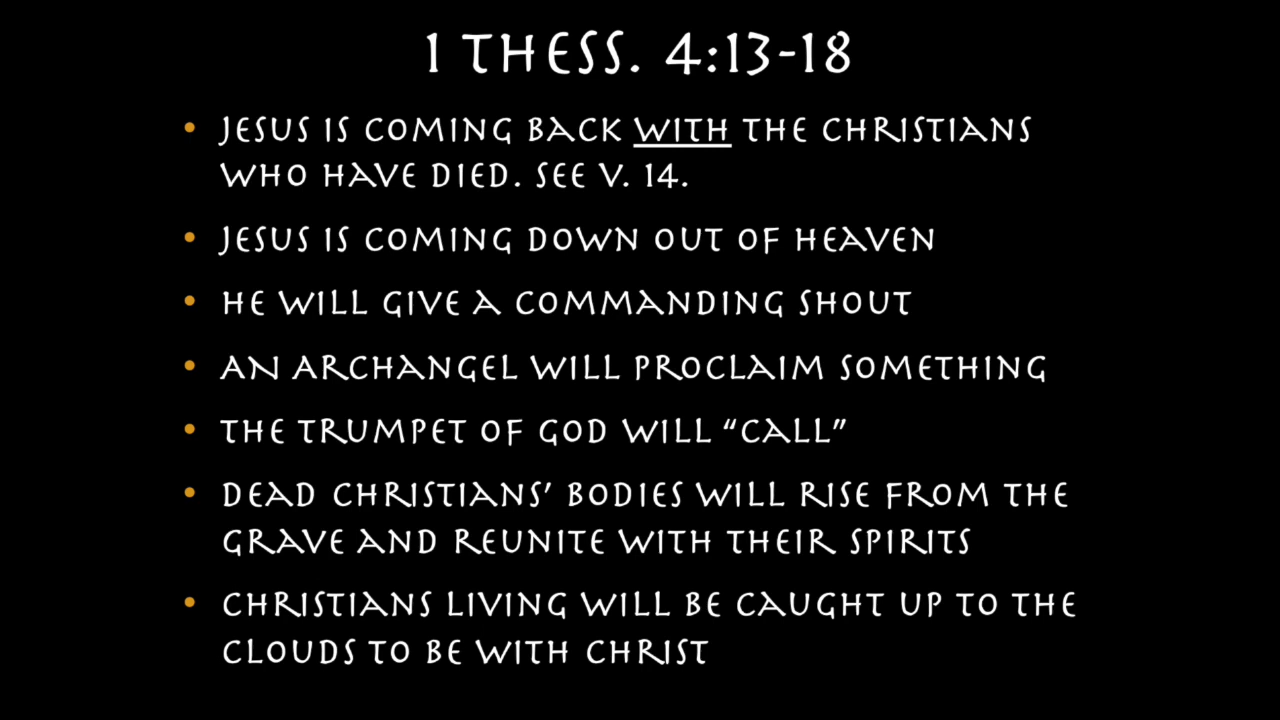 1 THESS. 4:13-18
• JESUS IS COMING BACK WITH THE CHRISTIANS
WHO HAVE DIED. SEE V. 14.
• JESUS IS COMING DOWN OUT OF HEAVEN
• HE WILL GIVE A COMMANDING SHOUT
• AN ARCHANGEL WILL PROCLAIM SOMETHING
• THE TRUMPET OF GOD WILL “CALL”
• DEAD CHRISTIANS’ BODIES WILL RISE FROM THE
GRAVE AND REUNITE WITH THEIR SPIRITS
• CHRISTIANS LIVING WILL BE CAUGHT UP TO THE
CLOUDS TO BE WITH CHRIST